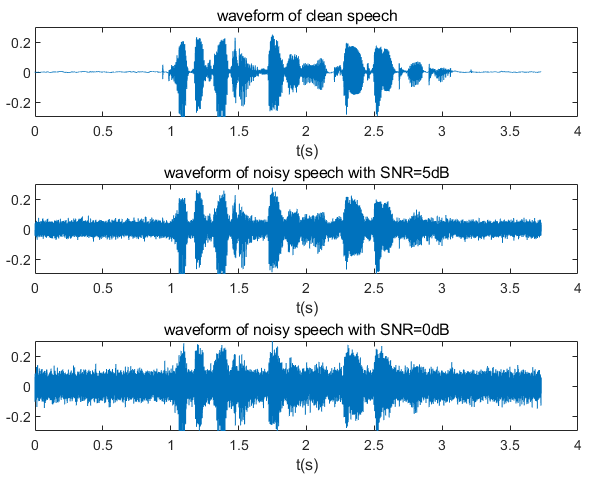 waveform of clean speech
0.2
0
-0.2
0 0.5 1 1.5 2 2.5 3 3.5 4
t(s)
waveform of noisy speech with SNR=5dB
0.2
0
-0.2
0 0.5 1 1.5 2 2.5 3 3.5 4
t(s)
waveform of noisy speech with SNR=0dB
0.2
0
-0.2
0 0.5 1 1.5 2 2.5 3 3.5 4
t(s)